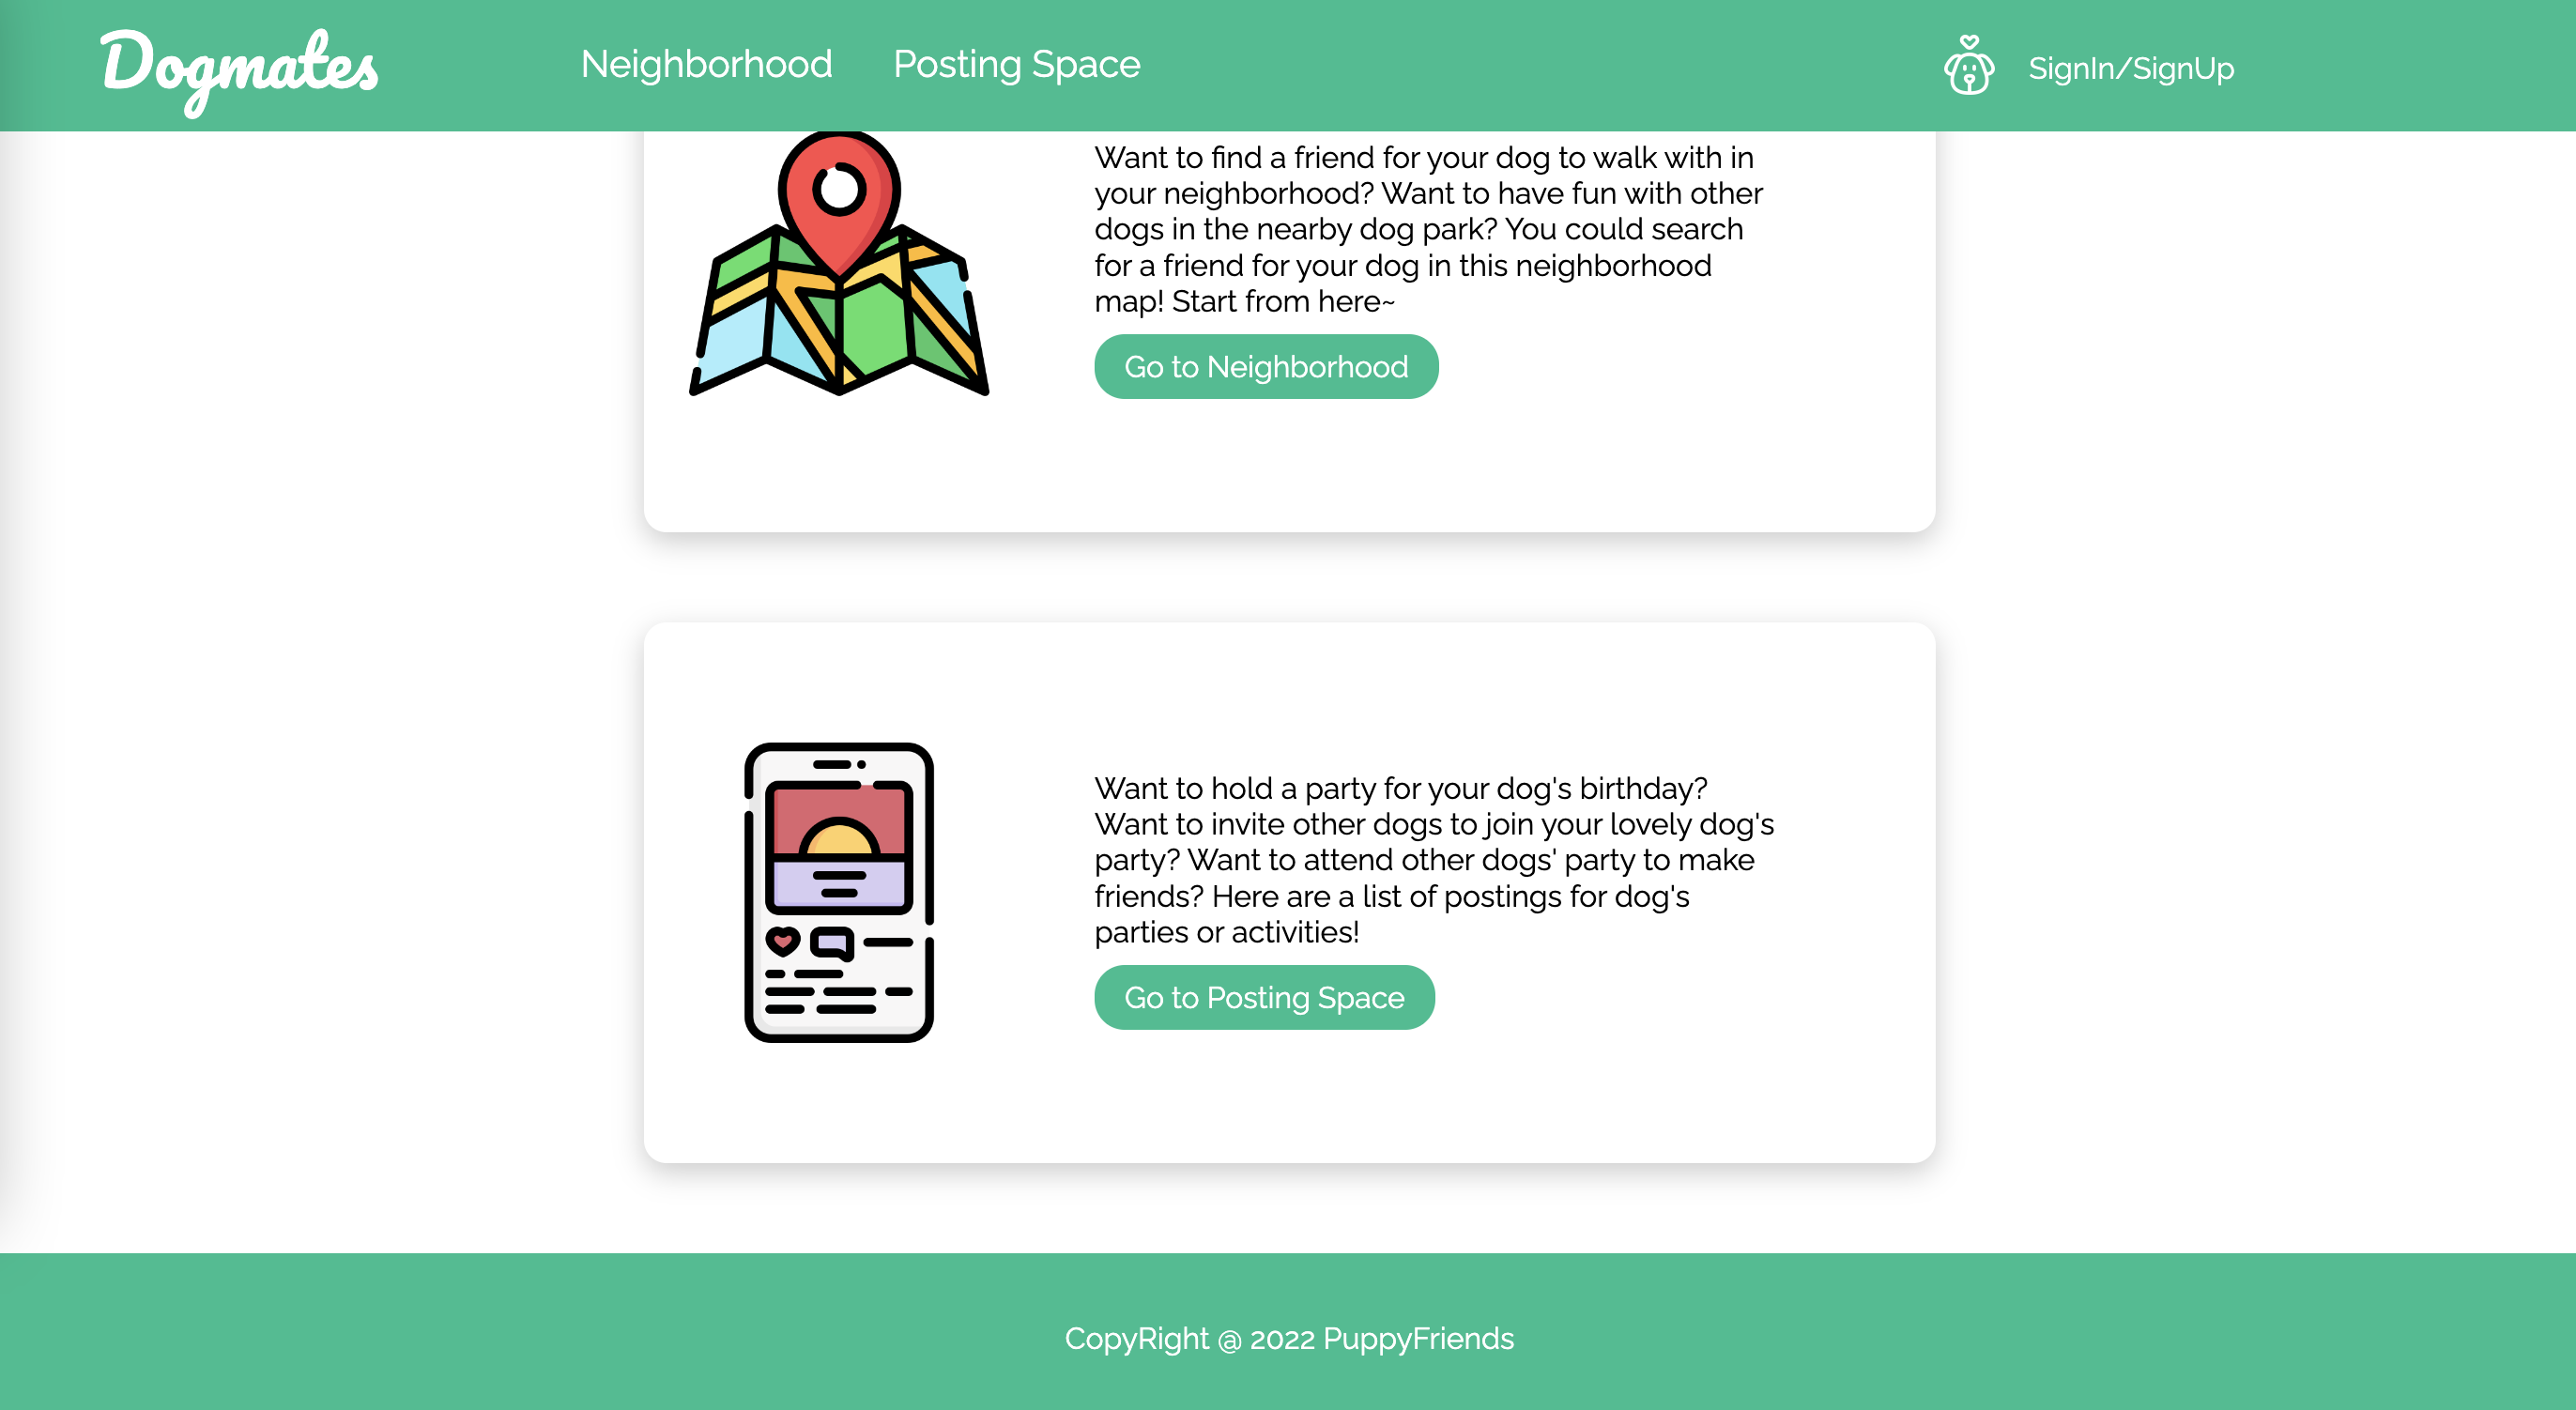 Dogmates
Neighborhood
Posting Space
SignIn/SignUp
Want to find a friend for your dog to walk with in
your neighborhood? Want to have fun with other
dogs in the nearby dog park? You could search
for a friend for your dog in this neighborhood
map! Start from here~
Go to Neighborhood
Want to hold a party for your dog's birthday?
Want to invite other dogs to join your lovely dog's
party? Want to attend other dogs' party to make
friends? Here are a list of postings for dog's
parties or activities!
Go to Posting Space
CopyRight @ 2022 PuppyFriends